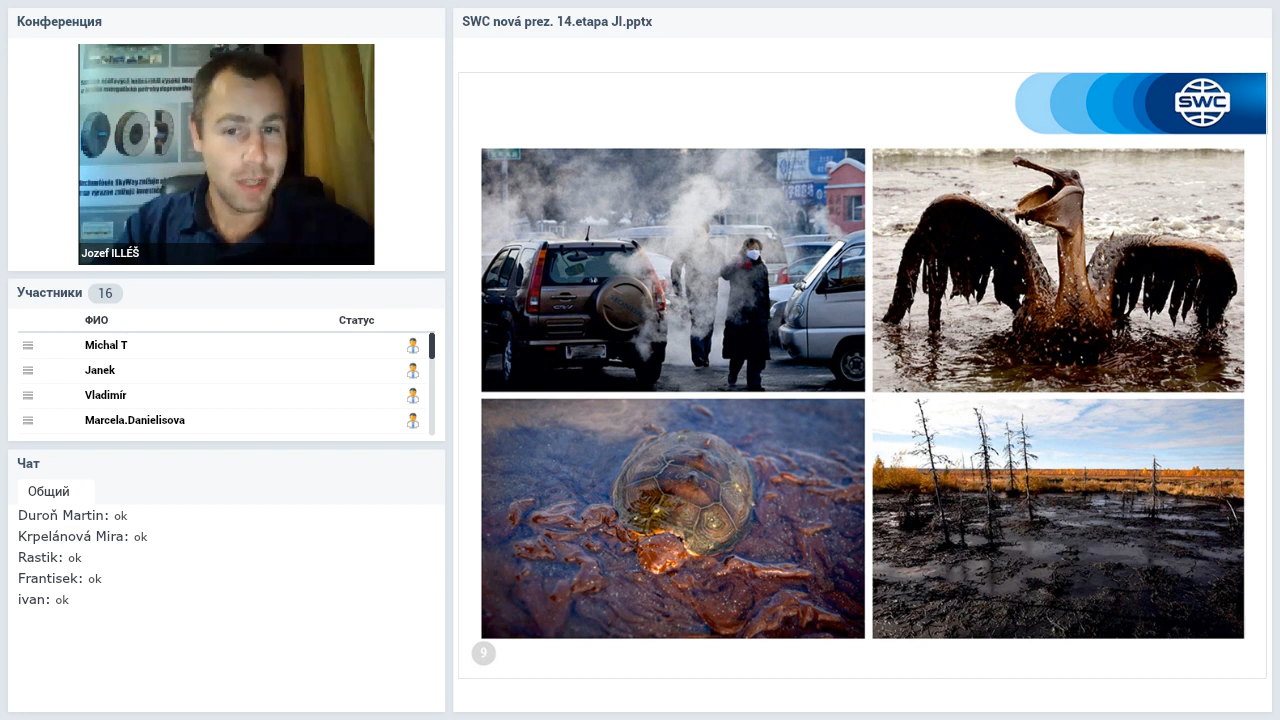 Конференция
Jozef ILLÉŠ
Участники 16
ФИО Статус
Michal T
Janek
Vladimír
Marcela.Danielisova
Чат
Общий
Duroň Martin: ok
Krpelánová Mira: ok
Rastik: ok
Frantisek: ok
ivan: ok
SWC nová prez. 14.etapa JI.pptx
SWC
9